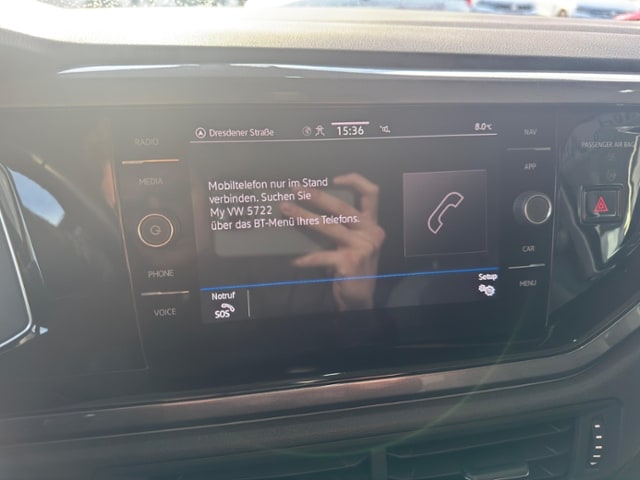 RADIO
MEDIA
PHONE
VOICE
Dresdener Straße
15:36
8.0°C
Mobiltelefon nur im Stand
verbinden. Suchen Sie
My VW 5722
über das BT-Menü Ihres Telefons.
Notruf
SOS
Setup
NAV
APP
CAR
MENU
PASSENGER AIR BAG